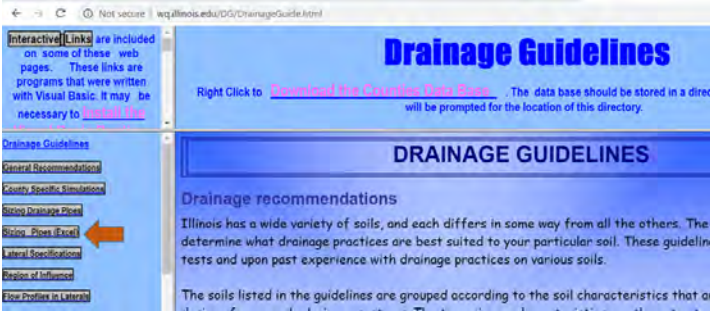 Not secure | wq.illinois.edu/DG/DrainageGuide.html
Interactive Links are included
on some of these web
pages. These links are
programs that were written
with Visual Basic. It may be
necessary to Install the
Drainage Guidelines
Right Click to Download the Counties Data Base . The data base should be stored in a direc
will be prompted for the location of this directory.
Drainage Guidelines
General Recommendations
County Specific Simulations
Sizing Drainage Pipes
Sizing Pipes (Excel)
Lateral Specifications
Region of Influence
Flow Profiles in Laterals
DRAINAGE GUIDELINES
Drainage recommendations
Illinois has a wide variety of soils, and each differs in some way from all the others. The
determine what drainage practices are best suited to your particular soil. These guideline
tests and upon past experience with drainage practices on various soils.
The soils listed in the guidelines are grouped according to the soil characteristics that a